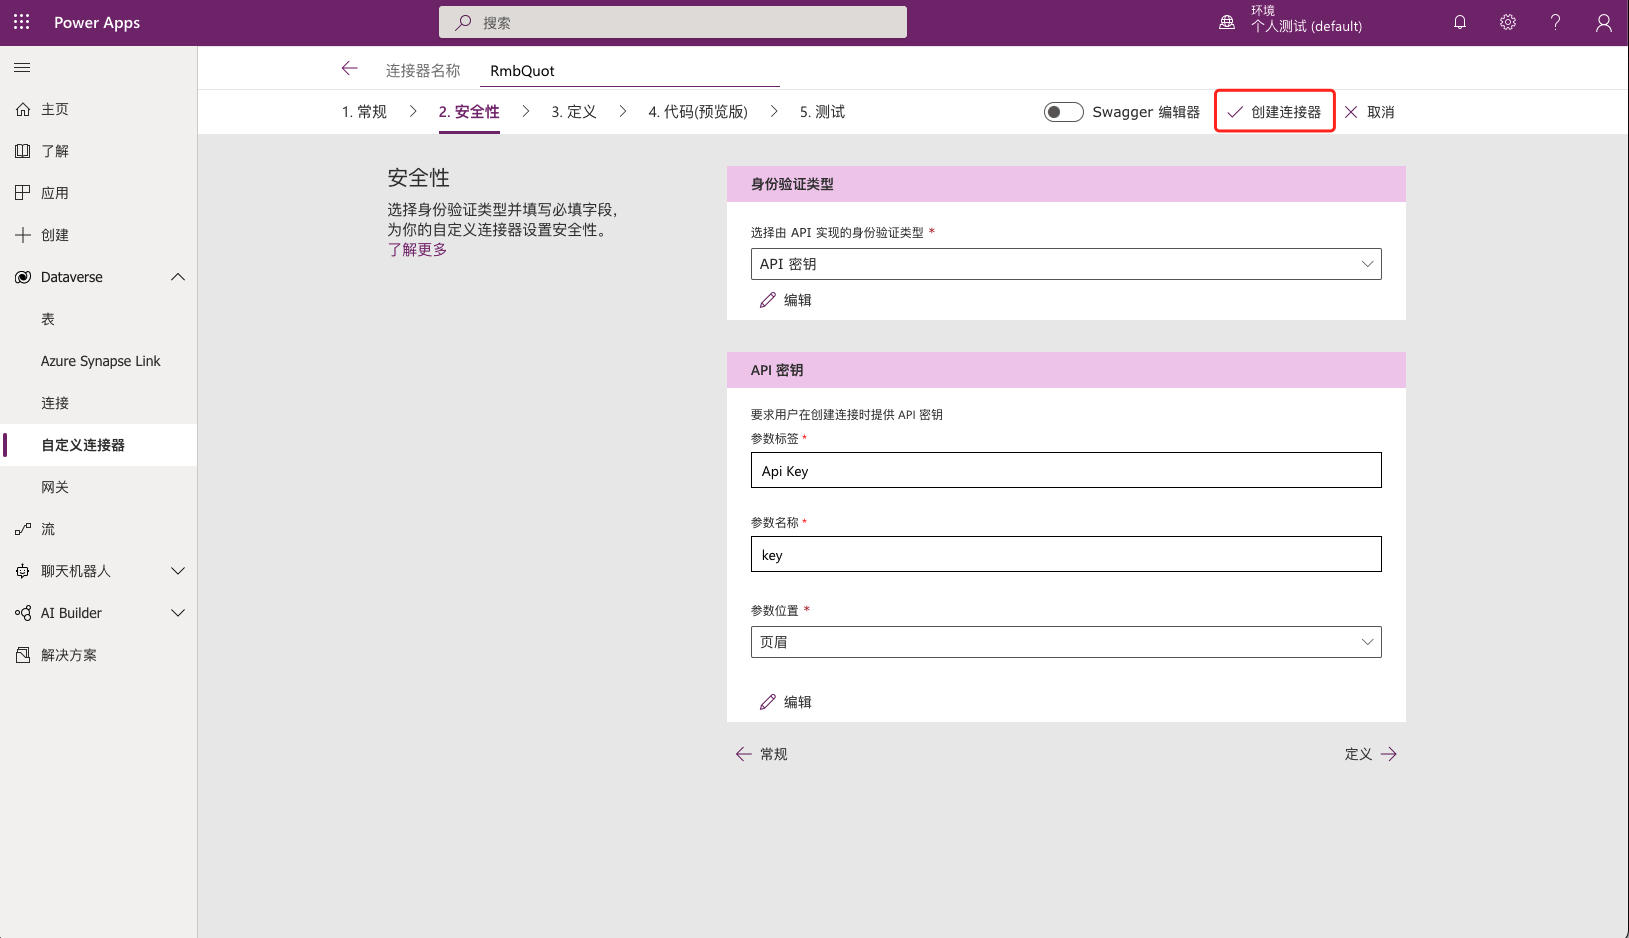 Power Apps
搜索
环境
个人测试 (default)
?
连接器名称 RmbQuot
1. 常规 2. 安全性 3. 定义 4. 代码(预览版) 5. 测试 Swagger 编辑器 创建连接器 取消
主页
了解
应用
创建
Dataverse
表
Azure Synapse Link
连接
自定义连接器
网关
流
聊天机器人
AI Builder
解决方案
安全性
选择身份验证类型并填写必填字段，
为你的自定义连接器设置安全性。
了解更多
身份验证类型
选择由 API 实现的身份验证类型 *
API 密钥
编辑
API 密钥
要求用户在创建连接时提供 API 密钥
参数标签 *
Api Key
参数名称 *
key
参数位置 *
页眉
编辑
常规
定义